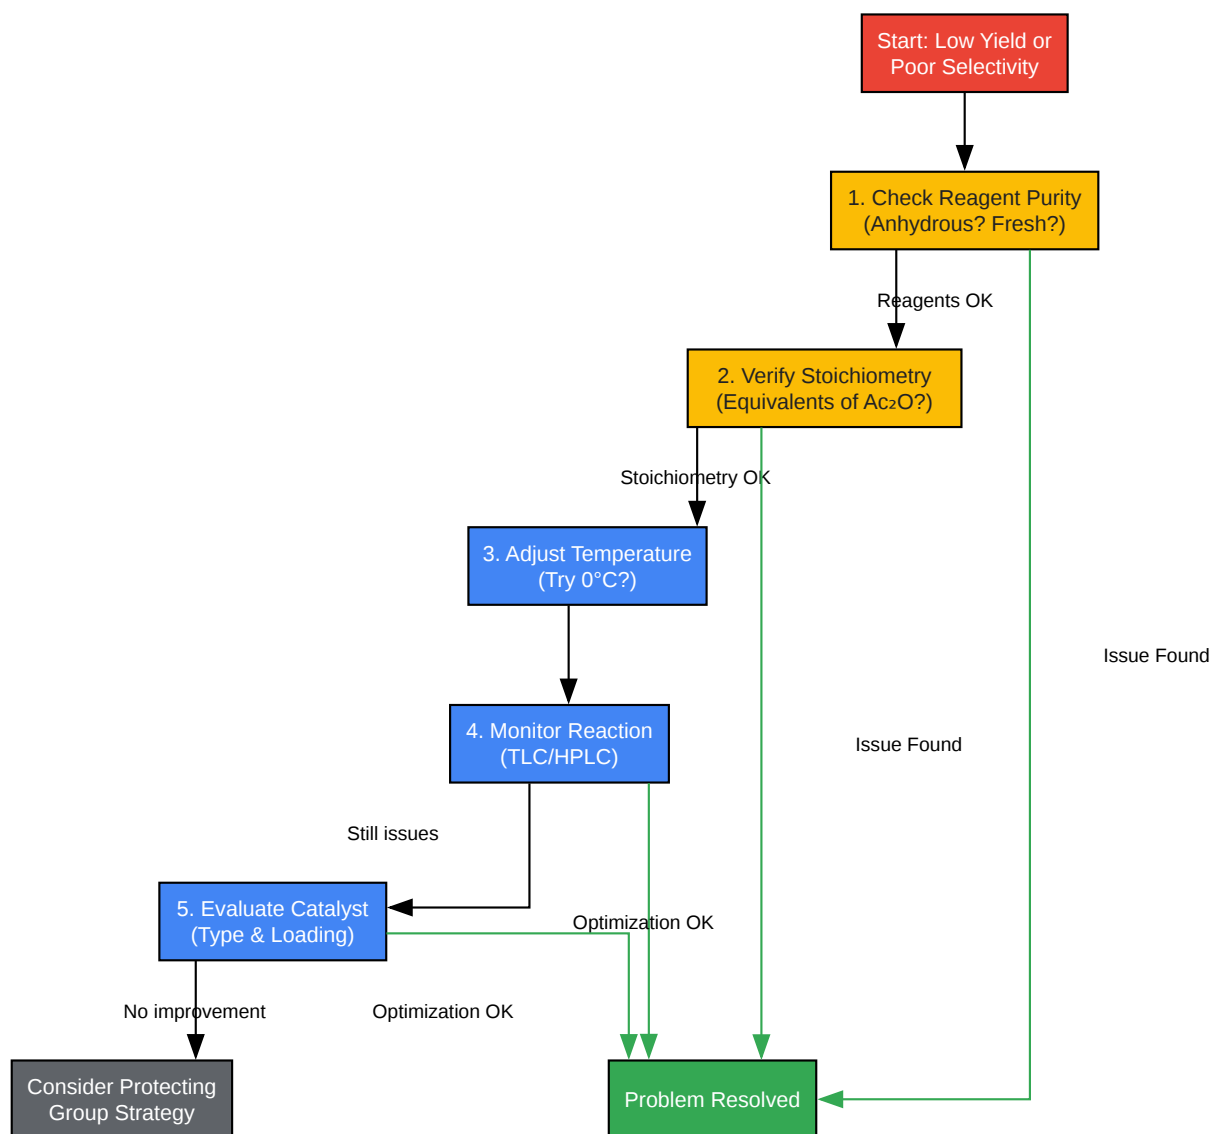 Start: Low Yield or
Poor Selectivity
1. Check Reagent Purity
(Anhydrous? Fresh?)
Reagents OK
2. Verify Stoichiometry
(Equivalents of Ac₂O?)
Stoichiometry OK
3. Adjust Temperature
(Try 0°C?)
Issue Found
4. Monitor Reaction
(TLC/HPLC)
Issue Found
Still issues
5. Evaluate Catalyst
(Type & Loading)
Optimization OK
No improvement
Optimization OK
Consider Protecting
Group Strategy
Problem Resolved